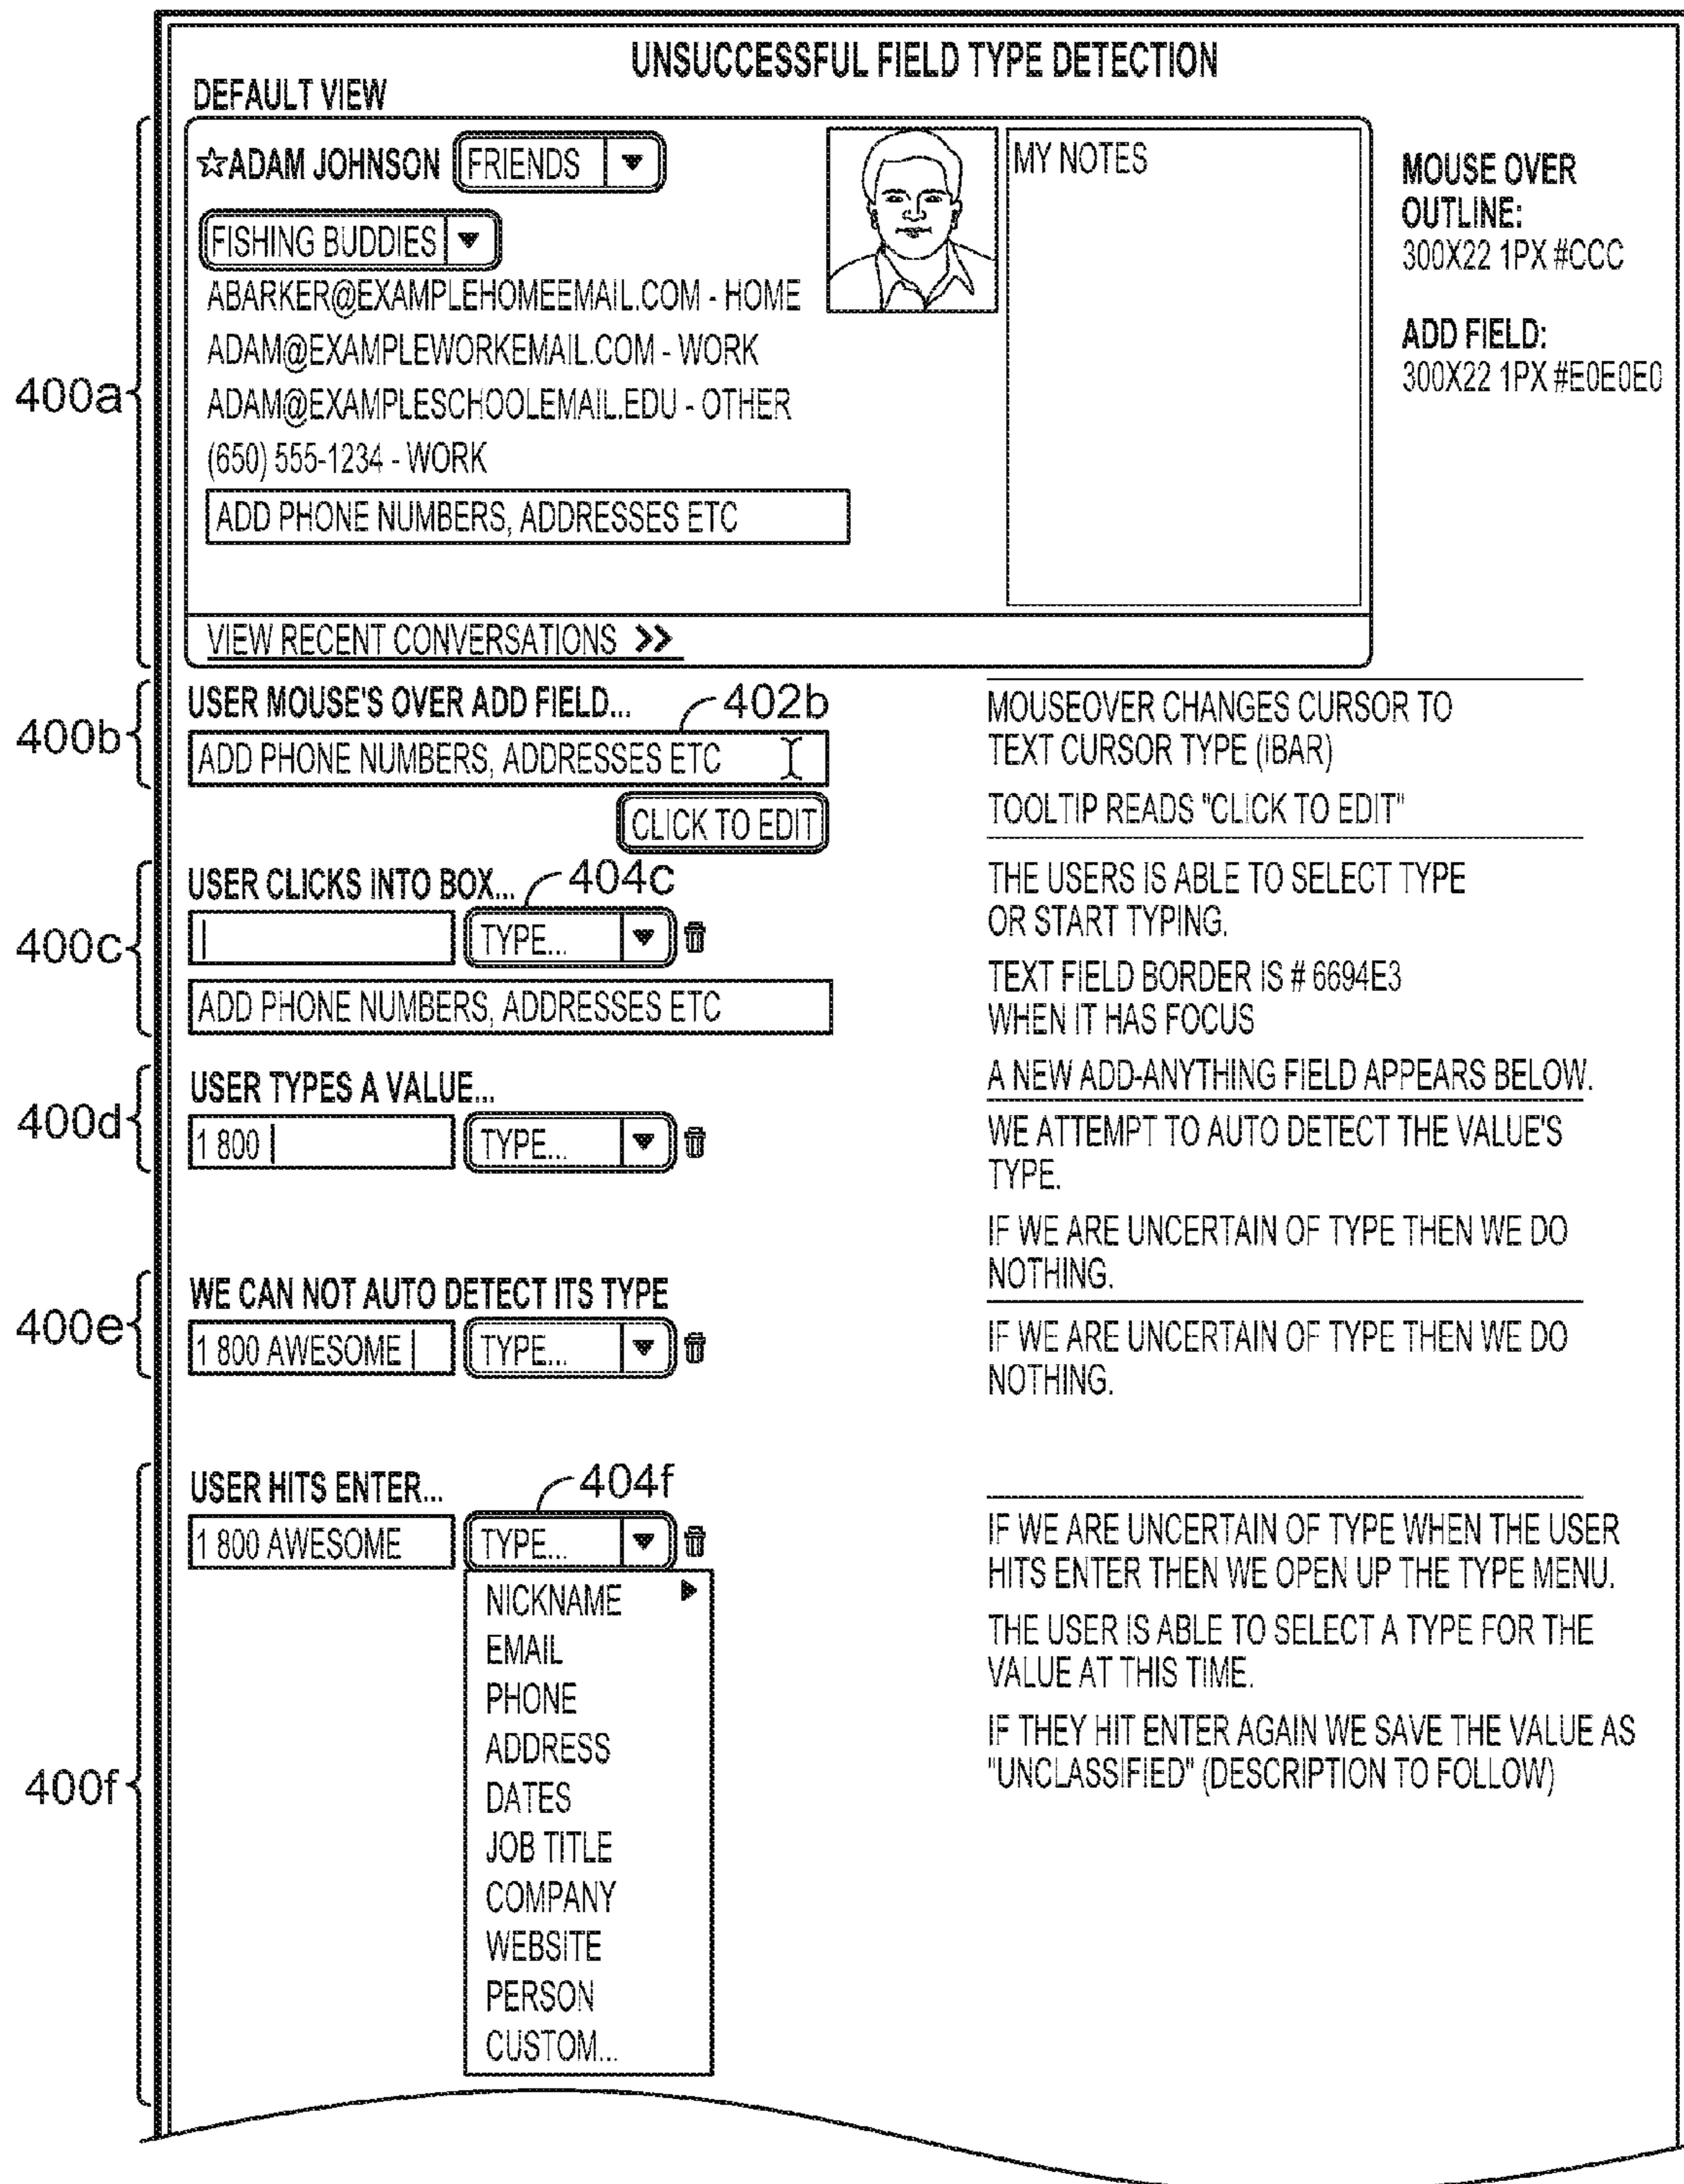 UNSUCCESSFUL FIELD TYPE DETECTION
DEFAULT VIEW
400a
☆ADAM JOHNSON FRIENDS ▼
FISHING BUDDIES ▼
ABARKER@EXAMPLEHOMEEMAIL.COM - HOME
ADAM@EXAMPLEWORKEMAIL.COM - WORK
ADAM@EXAMPLESCHOOLEMAIL.EDU - OTHER
(650) 555-1234 - WORK
ADD PHONE NUMBERS, ADDRESSES ETC
VIEW RECENT CONVERSATIONS >>
MY NOTES
MOUSE OVER
OUTLINE:
300X22 1PX #CCC
ADD FIELD:
300X22 1PX #E0E0E0
400b
USER MOUSE'S OVER ADD FIELD...
402b
ADD PHONE NUMBERS, ADDRESSES ETC
CLICK TO EDIT
MOUSEOVER CHANGES CURSOR TO
TEXT CURSOR TYPE (IBAR)
TOOLTIP READS "CLICK TO EDIT"
400c
USER CLICKS INTO BOX...
404c
TYPE... ▼
ADD PHONE NUMBERS, ADDRESSES ETC
THE USERS IS ABLE TO SELECT TYPE
OR START TYPING.
TEXT FIELD BORDER IS # 6694E3
WHEN IT HAS FOCUS
A NEW ADD-ANYTHING FIELD APPEARS BELOW.
400d
USER TYPES A VALUE...
1 800 TYPE... ▼
WE ATTEMPT TO AUTO DETECT THE VALUE'S
TYPE.
IF WE ARE UNCERTAIN OF TYPE THEN WE DO
NOTHING.
400e
WE CAN NOT AUTO DETECT ITS TYPE
1 800 AWESOME TYPE... ▼
IF WE ARE UNCERTAIN OF TYPE THEN WE DO
NOTHING.
400f
USER HITS ENTER...
404f
1 800 AWESOME TYPE... ▼
NICKNAME
EMAIL
PHONE
ADDRESS
DATES
JOB TITLE
COMPANY
WEBSITE
PERSON
CUSTOM...
IF WE ARE UNCERTAIN OF TYPE WHEN THE USER
HITS ENTER THEN WE OPEN UP THE TYPE MENU.
THE USER IS ABLE TO SELECT A TYPE FOR THE
VALUE AT THIS TIME.
IF THEY HIT ENTER AGAIN WE SAVE THE VALUE AS
"UNCLASSIFIED" (DESCRIPTION TO FOLLOW)